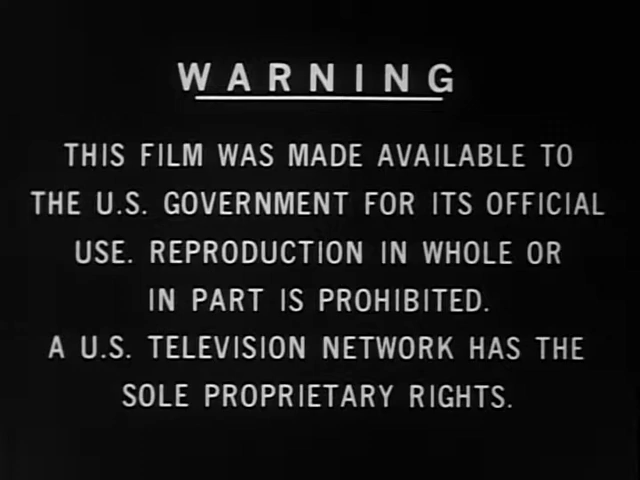 WARNING
THIS FILM WAS MADE AVAILABLE TO
THE U.S. GOVERNMENT FOR ITS OFFICIAL
USE. REPRODUCTION IN WHOLE OR
IN PART IS PROHIBITED.
A U.S. TELEVISION NETWORK HAS THE
SOLE PROPRIETARY RIGHTS.